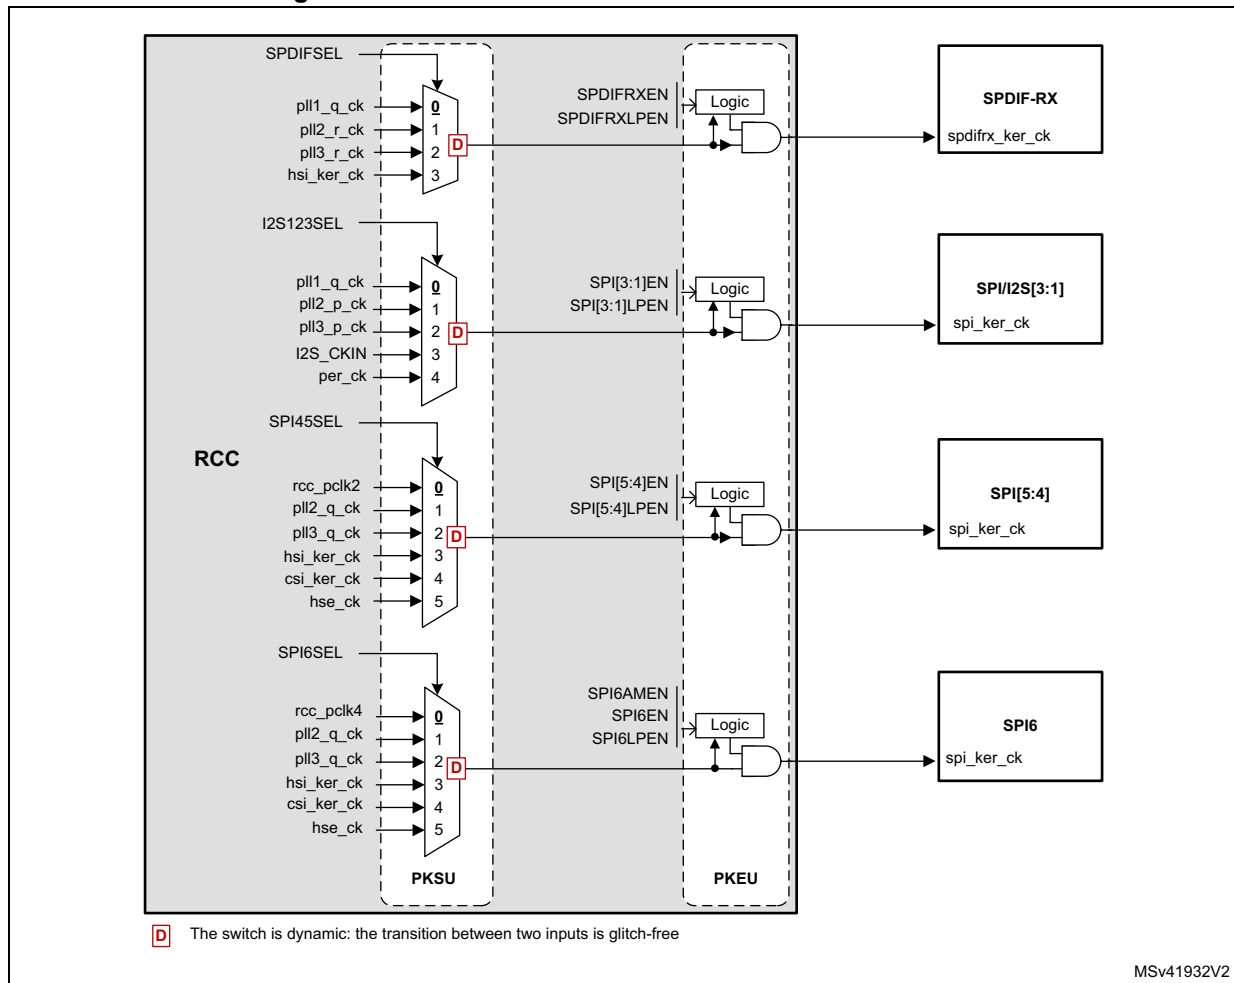 SPDIFSEL
pll1_q_ck
pll2_r_ck
pll3_r_ck
hsi_ker_ck
0
1
2
3
D
SPDIFRXEN
SPDIFRXLPEN
Logic
SPDIF-RX
spdifrx_ker_ck
I2S123SEL
pll1_q_ck
pll2_p_ck
pll3_p_ck
I2S_CKIN
per_ck
0
1
2
3
4
D
SPI[3:1]EN
SPI[3:1]LPEN
Logic
SPI/I2S[3:1]
spi_ker_ck
SPI45SEL
RCC
rcc_pclk2
pll2_q_ck
pll3_q_ck
hsi_ker_ck
csi_ker_ck
hse_ck
0
1
2
3
4
5
D
SPI[5:4]EN
SPI[5:4]LPEN
Logic
SPI[5:4]
spi_ker_ck
SPI6SEL
rcc_pclk4
pll2_q_ck
pll3_q_ck
hsi_ker_ck
csi_ker_ck
hse_ck
0
1
2
3
4
5
D
SPI6AMEN
SPI6EN
SPI6LPEN
Logic
SPI6
spi_ker_ck
PKSU
PKEU
D The switch is dynamic: the transition between two inputs is glitch-free
MSv41932V2